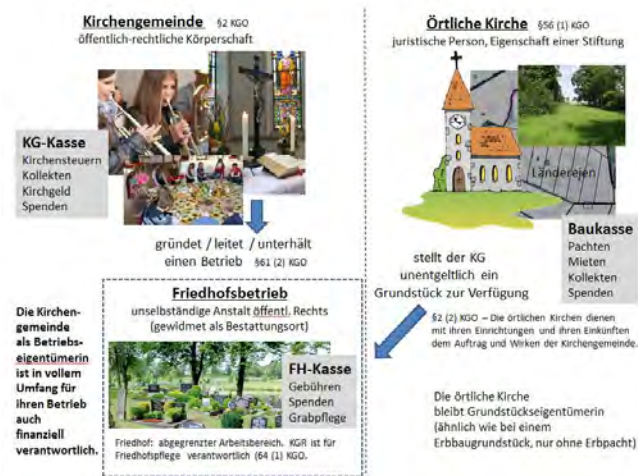 Kirchengemeinde §2 KGO
öffentlich-rechtliche Körperschaft
KG-Kasse
Kirchensteuern
Kollekten
Kirchgeld
Spenden
gründet / leitet / unterhält
einen Betrieb §61 (2) KGO
Die Kirchen-
gemeinde
als Betriebs-
eigentümerin
ist in vollem
Umfang für
ihren Betrieb
auch
finanziell
verantwortlich.
Friedhofsbetrieb
unselbständige Anstalt öffentl. Rechts
(gewidmet als Bestattungsort)
FH-Kasse
Gebühren
Spenden
Grabpflege
Friedhof: abgegrenzter Arbeitsbereich. KGR ist für
Friedhofspflege verantwortlich (64 (1) KGO.
Örtliche Kirche §56 (1) KGO
juristische Person, Eigenschaft einer Stiftung
Ländereien
Baukasse
Pachten
Mieten
Kollekten
Spenden
stellt der KG
unentgeltlich ein
Grundstück zur Verfügung
§2 (2) KGO – Die örtlichen Kirchen dienen
mit ihren Einrichtungen und ihren Einkünften
dem Auftrag und Wirken der Kirchengemeinde.
Die örtliche Kirche
bleibt Grundstückseigentümerin
(ähnlich wie bei einem
Erbbaugrundstück, nur ohne Erbpacht)